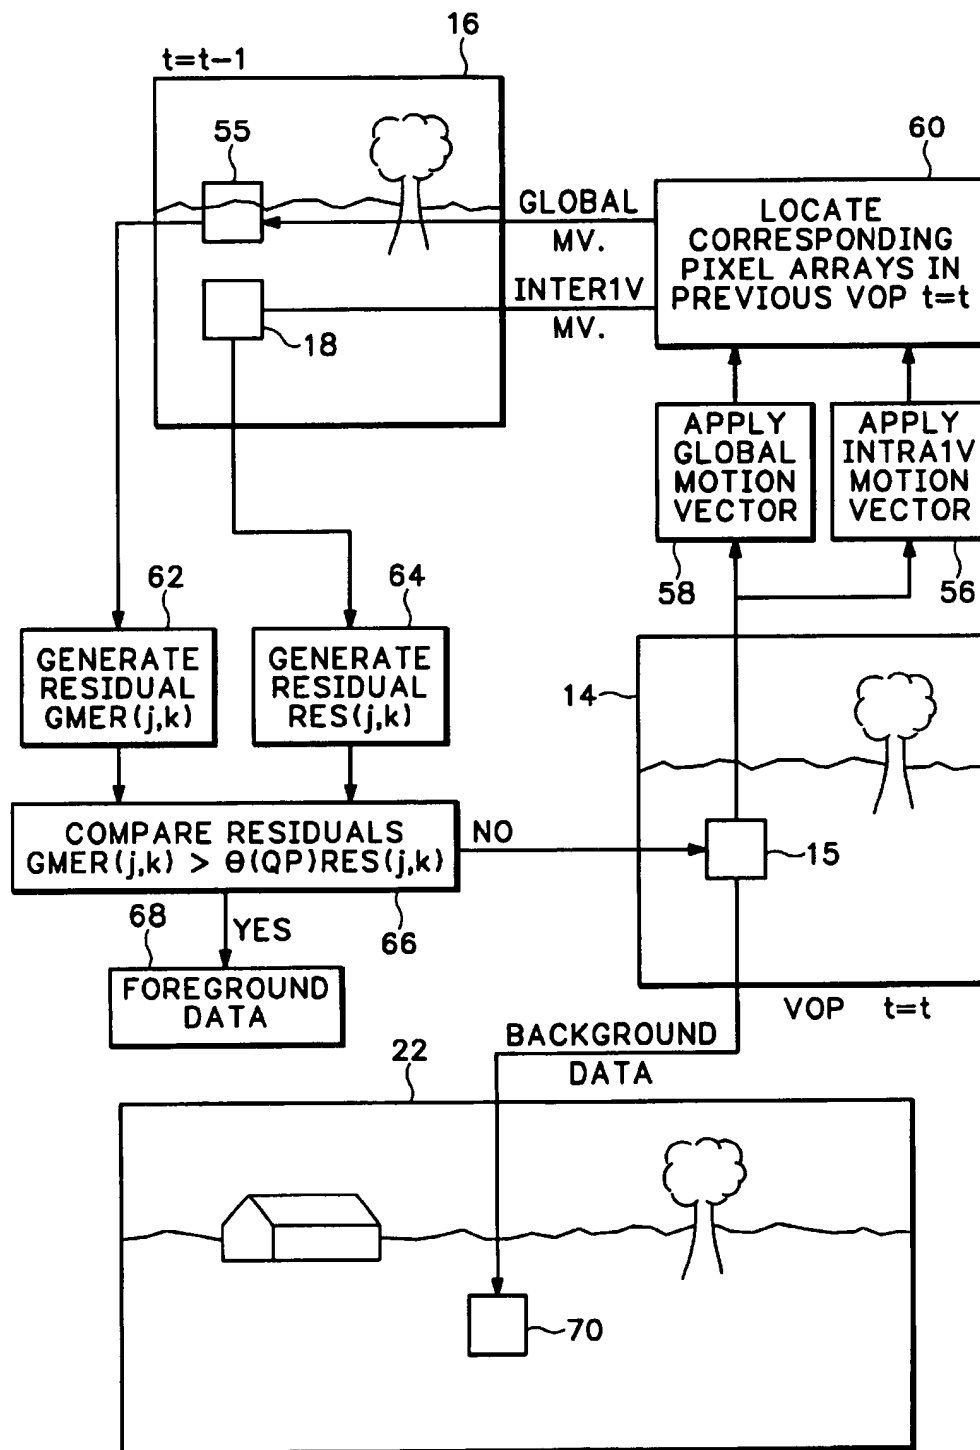 16
t=t-1
55
60
GLOBAL
MV.
LOCATE
CORRESPONDING
PIXEL ARRAYS IN
PREVIOUS VOP t=t
INTER1V
MV.
18
APPLY
GLOBAL
MOTION
VECTOR
APPLY
INTRA1V
MOTION
VECTOR
58
56
62
64
GENERATE
RESIDUAL
GMER(j,k)
GENERATE
RESIDUAL
RES(j,k)
14
COMPARE RESIDUALS
GMER(j,k) > Θ(QP)RES(j,k)
NO
15
68
YES
66
FOREGROUND
DATA
VOP t=t
BACKGROUND
DATA
22
70